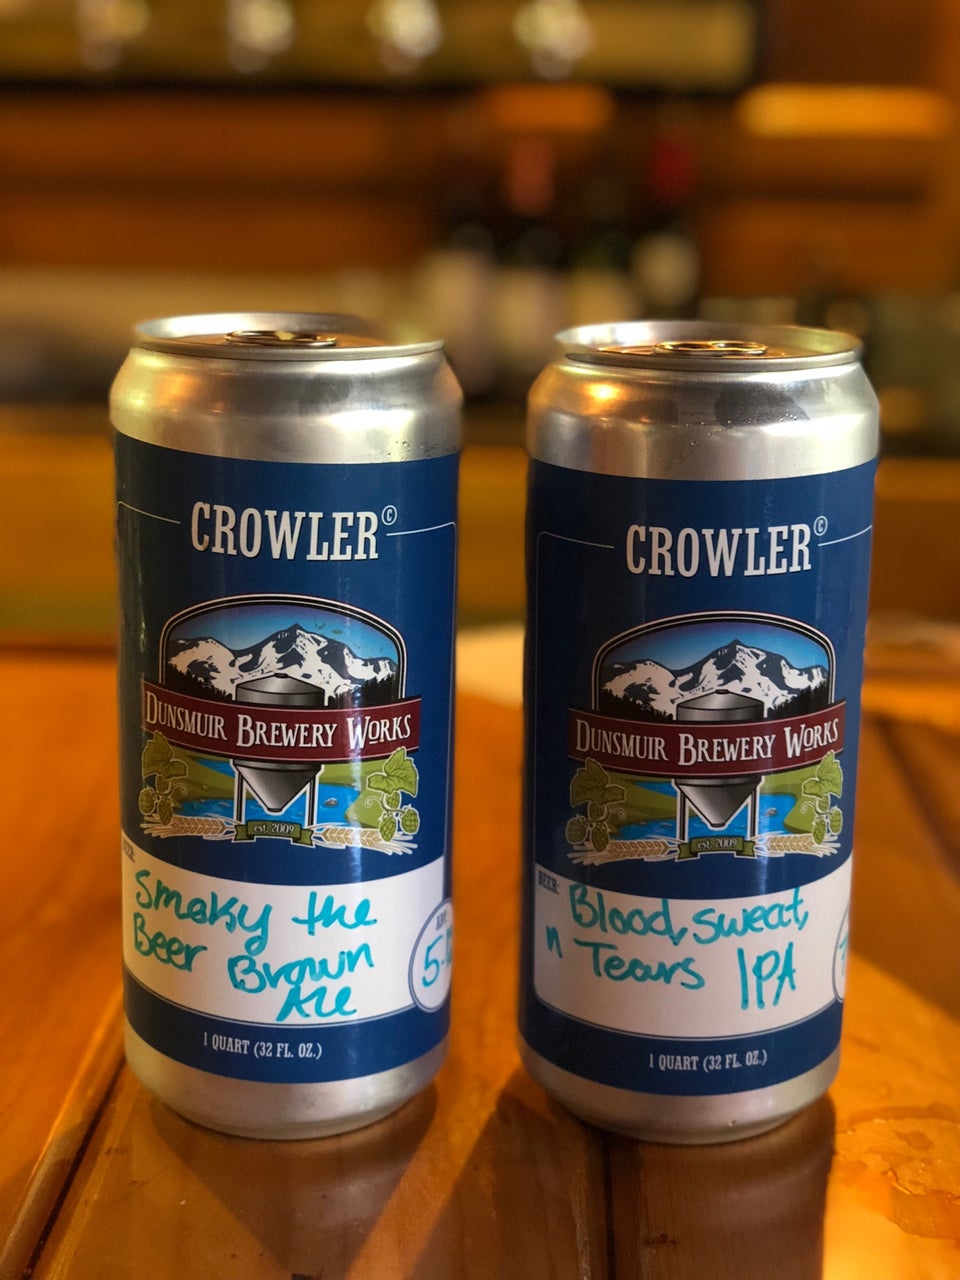 CROWLER©
DUNSMUIR BREWERY WORKS
est. 2009
Smoky the
Beer Brown
Ale
ABV
1 QUART (32 FL. OZ.)
CROWLER©
DUNSMUIR BREWERY WORKS
est. 2009
BEER:
Blood, sweat,
n Tears IPA
1 QUART (32 FL. OZ.)